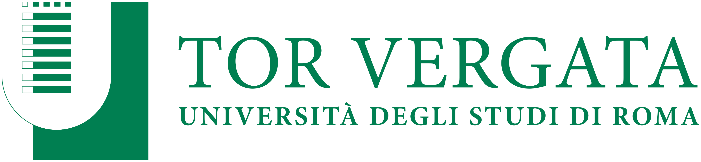 TOR VERGATA
UNIVERSITÀ DEGLI STUDI DI ROMA